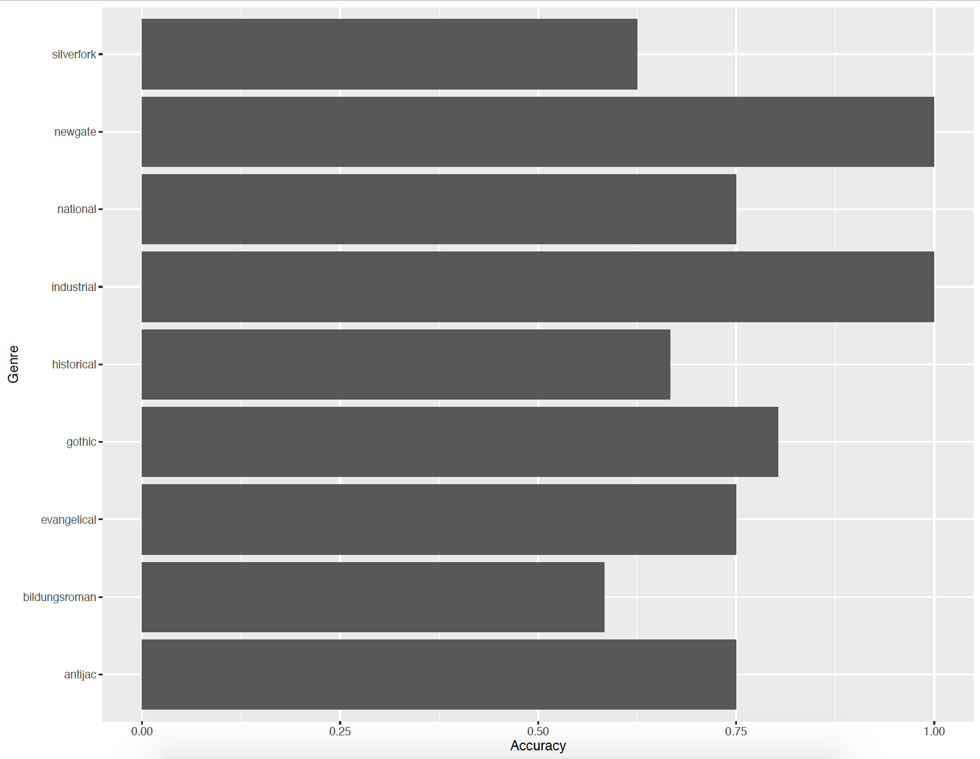 silverfork
newgate
national
industrial
historical
gothic
evangelical
bildungsroman
antijac
Genre
0.00 0.25 0.50 0.75 1.00
Accuracy